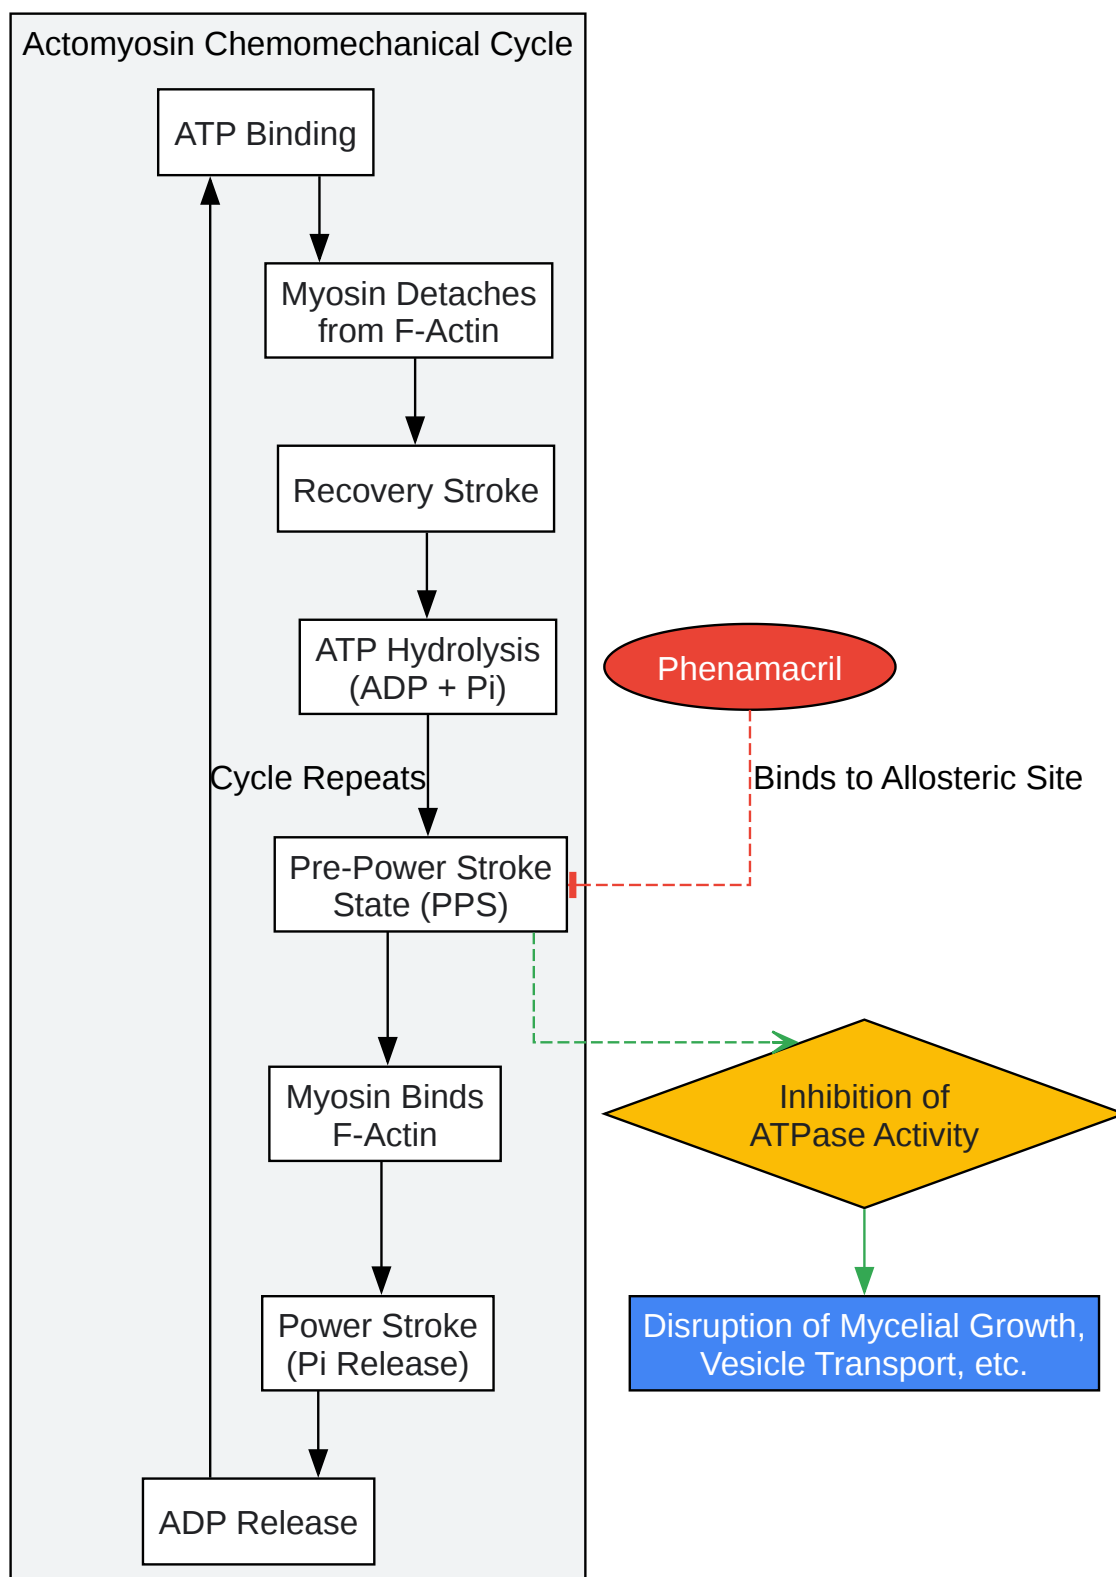 Actomyosin Chemomechanical Cycle
ATP Binding
Myosin Detaches
from F-Actin
Recovery Stroke
ATP Hydrolysis
(ADP + Pi)
Phenamacril
Cycle Repeats
Binds to Allosteric Site
Pre-Power Stroke
State (PPS)
Myosin Binds
F-Actin
Inhibition of
ATPase Activity
Power Stroke
(Pi Release)
Disruption of Mycelial Growth,
Vesicle Transport, etc.
ADP Release